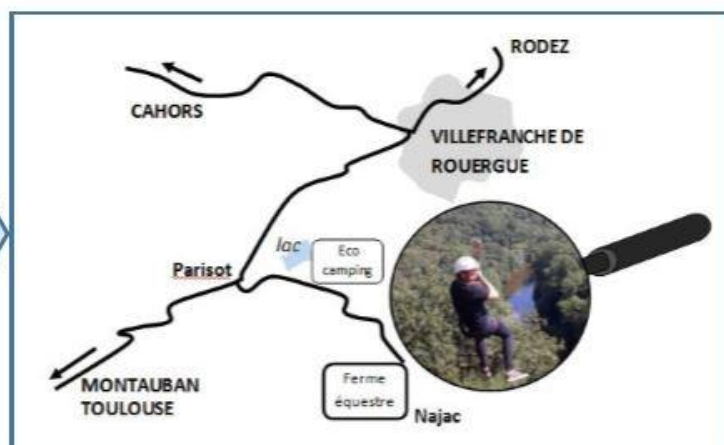 RODEZ
CAHORS
VILLEFRANCHE DE
ROUERGUE
lac
Eco
camping
Parisot
MONTAUBAN
TOULOUSE
Ferme
équestre
Najac